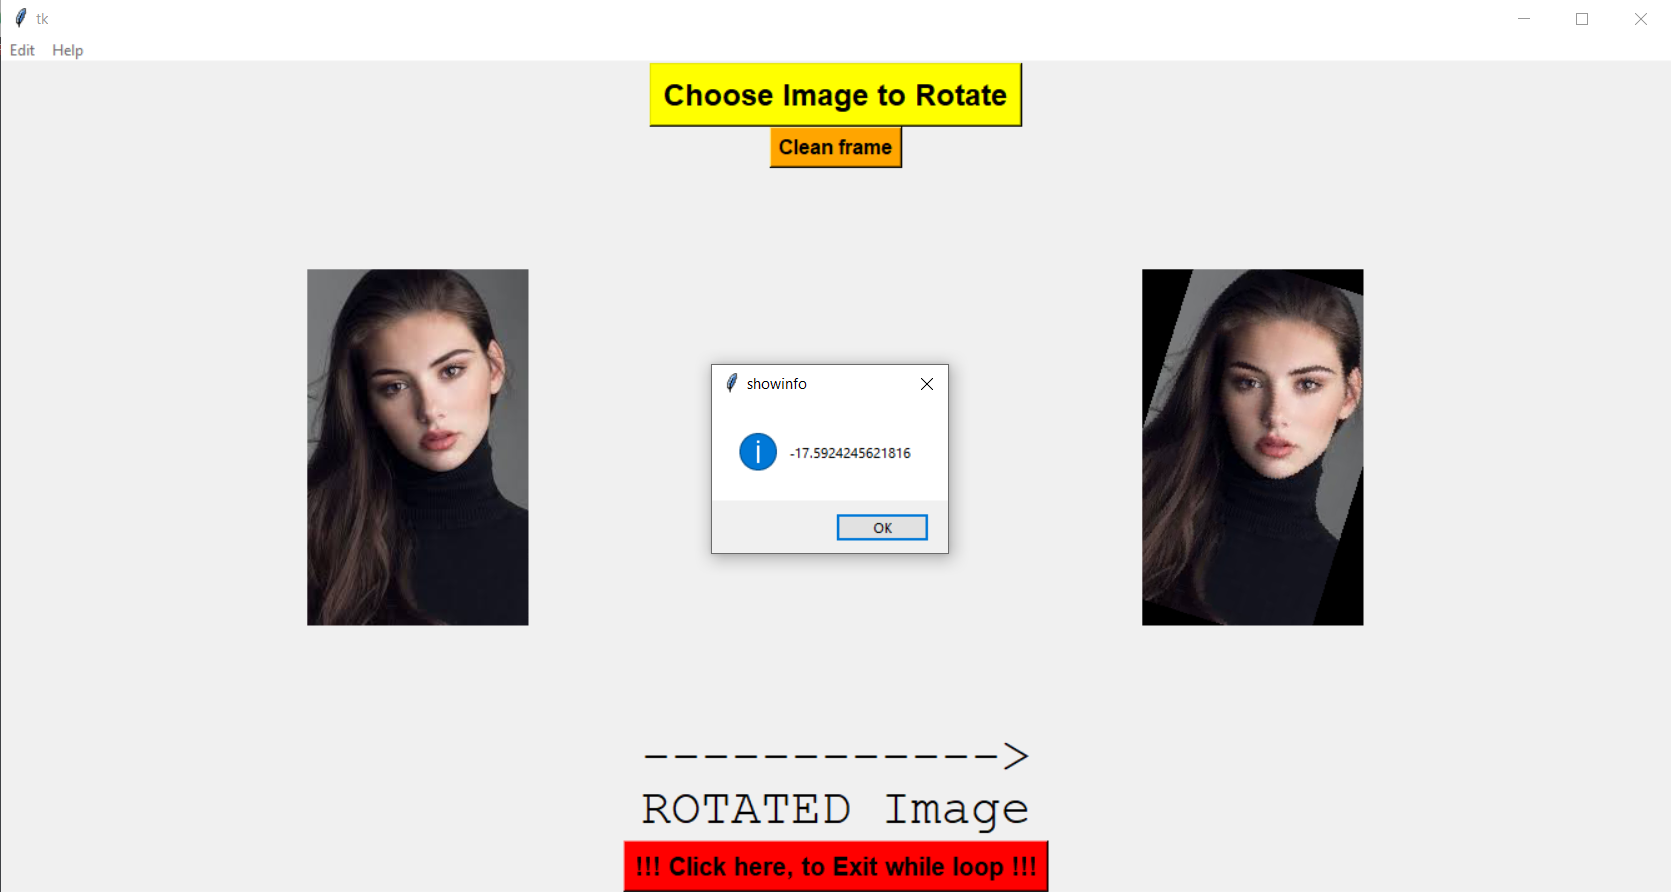 tk
Edit Help
Choose Image to Rotate
Clean frame
showinfo
i
-17.5924245621816
OK
------------>
ROTATED Image
!!! Click here, to Exit while loop !!!